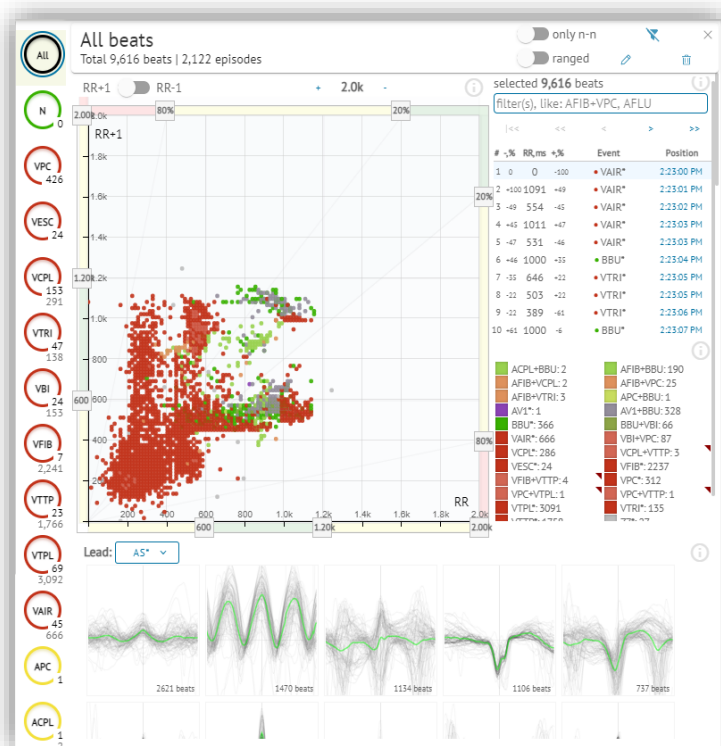 All
All beats
Total 9,616 beats | 2,122 episodes
only n-n
ranged
N
0
VPC
426
VESC
24
VCPL
153
291
VTRI
47
138
VBI
24
153
VFIB
7
2,241
VTTP
23
1,766
VTPL
69
3,092
VAIR
45
666
APC
1
ACPL
1
RR+1
RR-1
+ 2.0k -
2.00k
2.0k
80%
20%
RR+1
1.8k
1.6k
20%
1.4k
1.20k
1.2k
1.0k
800
600
600
400
80%
200
RR
200 400 600 800 1.0k 1.2k 1.4k 1.6k 1.8k 2.0k
600
1.20k
2.00k
selected 9,616 beats
filter(s), like: AFIB+VPC, AFLU
|<< << < > >>
# -,% RR,ms +,% Event Position
1 0 0 -100 VAIR* 2:23:00 PM
2 +100 1091 +49 VAIR* 2:23:01 PM
3 -49 554 -45 VAIR* 2:23:02 PM
4 +45 1011 +47 VAIR* 2:23:03 PM
5 -47 531 -46 VAIR* 2:23:03 PM
6 +46 1000 +35 BBU* 2:23:04 PM
7 -35 646 +22 VTRI* 2:23:05 PM
8 -22 503 +22 VTRI* 2:23:05 PM
9 -22 389 -61 VTRI* 2:23:06 PM
10 +61 1000 -6 BBU* 2:23:07 PM
ACPL+BBU: 2
AFIB+BBU: 190
AFIB+VCPL: 2
AFIB+VPC: 25
AFIB+VTRI: 3
APC+BBU: 1
AV1*: 1
AV1+BBU: 328
BBU*: 366
BBU+VBI: 66
VAIR*: 666
VBI+VPC: 87
VCPL*: 286
VCPL+VTTP: 3
VESC*: 24
VFIB*: 2237
VFIB+VTTP: 4
VPC*: 312
VPC+VTPL: 1
VPC+VTTP: 1
VTPL*: 3091
VTRI*: 135
Lead:
AS*
2621 beats
1470 beats
1134 beats
1106 beats
737 beats